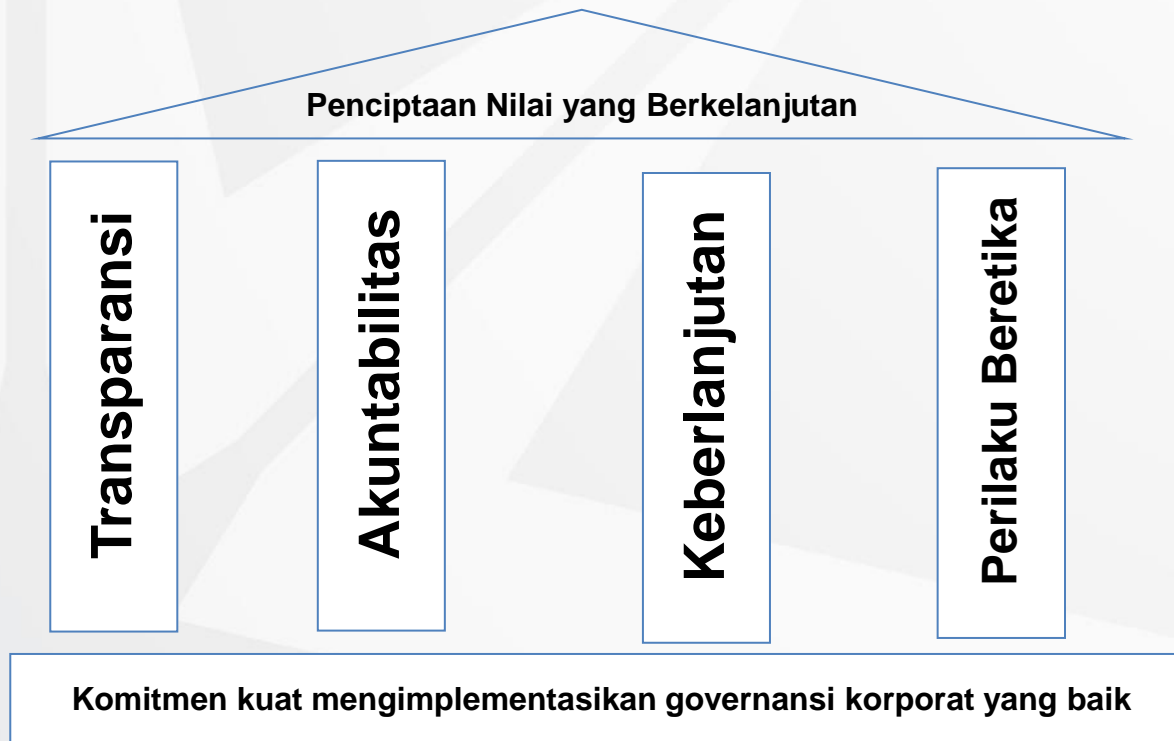 Penciptaan Nilai yang Berkelanjutan
Transparansi
Akuntabilitas
Keberlanjutan
Perilaku Beretika
Komitmen kuat mengimplementasikan governansi korporat yang baik